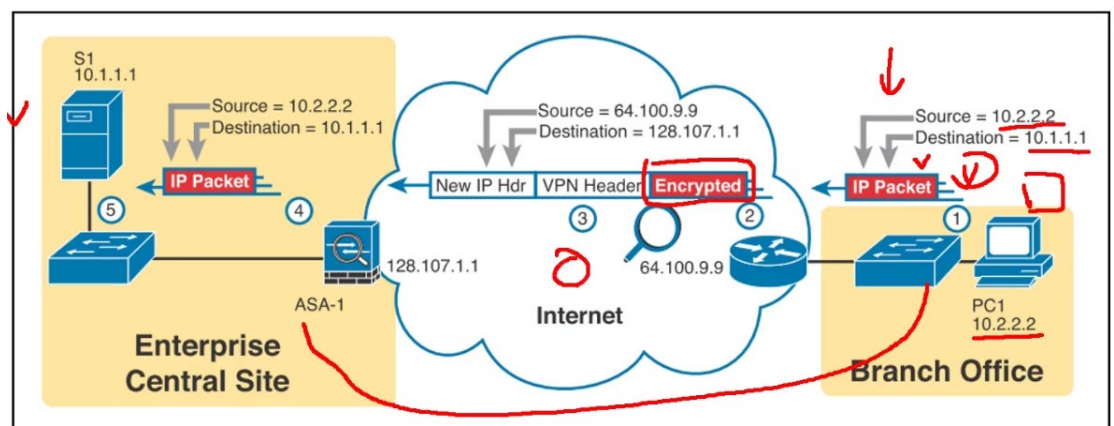 S1
10.1.1.1
Source = 10.2.2.2
Destination = 10.1.1.1
IP Packet
4
5
ASA-1
128.107.1.1
Enterprise
Central Site
Source = 64.100.9.9
Destination = 128.107.1.1
New IP Hdr VPN Header Encrypted
3
2
64.100.9.9
Internet
Source = 10.2.2.2
Destination = 10.1.1.1
IP Packet
1
PC1
10.2.2.2
Branch Office